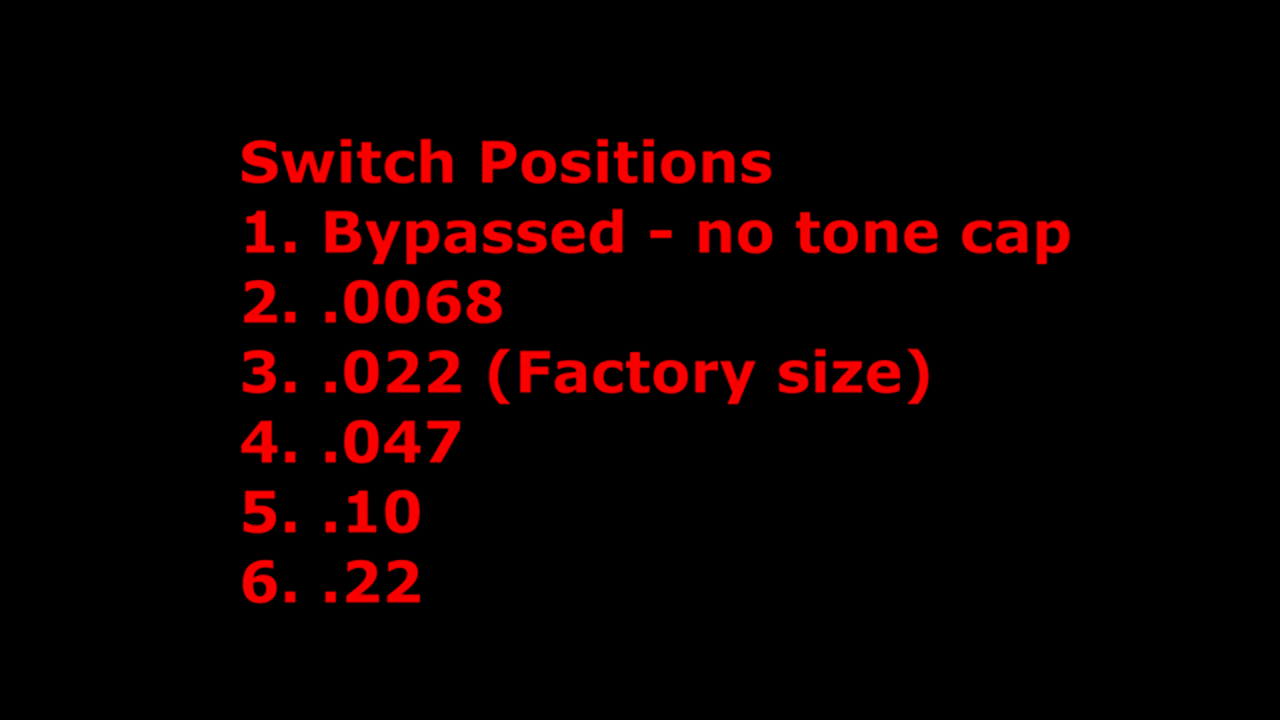 Switch Positions
1. Bypassed - no tone cap
2. .0068
3. .022 (Factory size)
4. .047
5. .10
6. .22